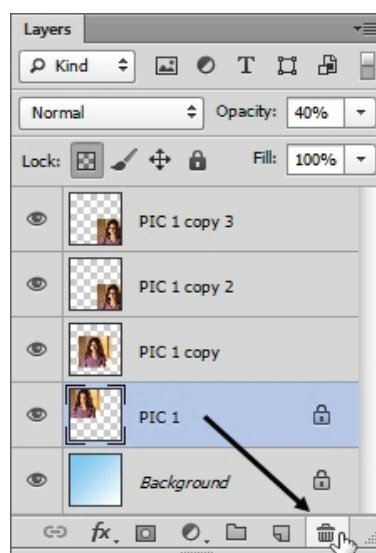 Layers
Kind T
Normal Opacity: 40%
Lock: Fill: 100%
PIC 1 copy 3
PIC 1 copy 2
PIC 1 copy
PIC 1
Background
fx.